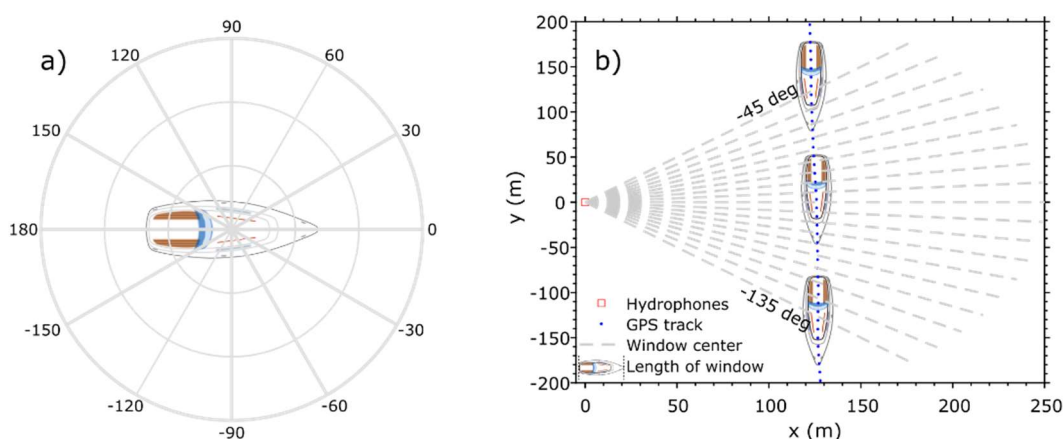 a)
90
120
60
150
30
180
0
-150
-30
-120
-60
-90
b)
200
150
100
50
0
-50
-100
-150
-200
y (m)
-45 deg
-135 deg
Hydrophones
GPS track
Window center
Length of window
0 50 100 150 200 250
x (m)